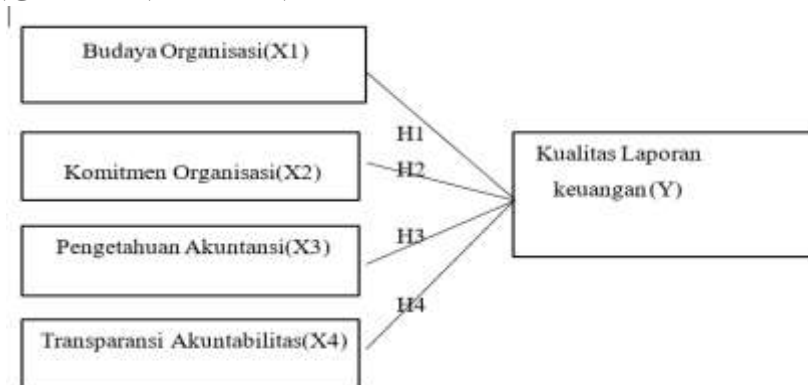 Budaya Organisasi(X1)
H1
Komitmen Organisasi(X2)
H2
Kualitas Laporan
keuangan(Y)
Pengetahuan Akuntansi(X3)
H3
H4
Transparansi Akuntabilitas(X4)